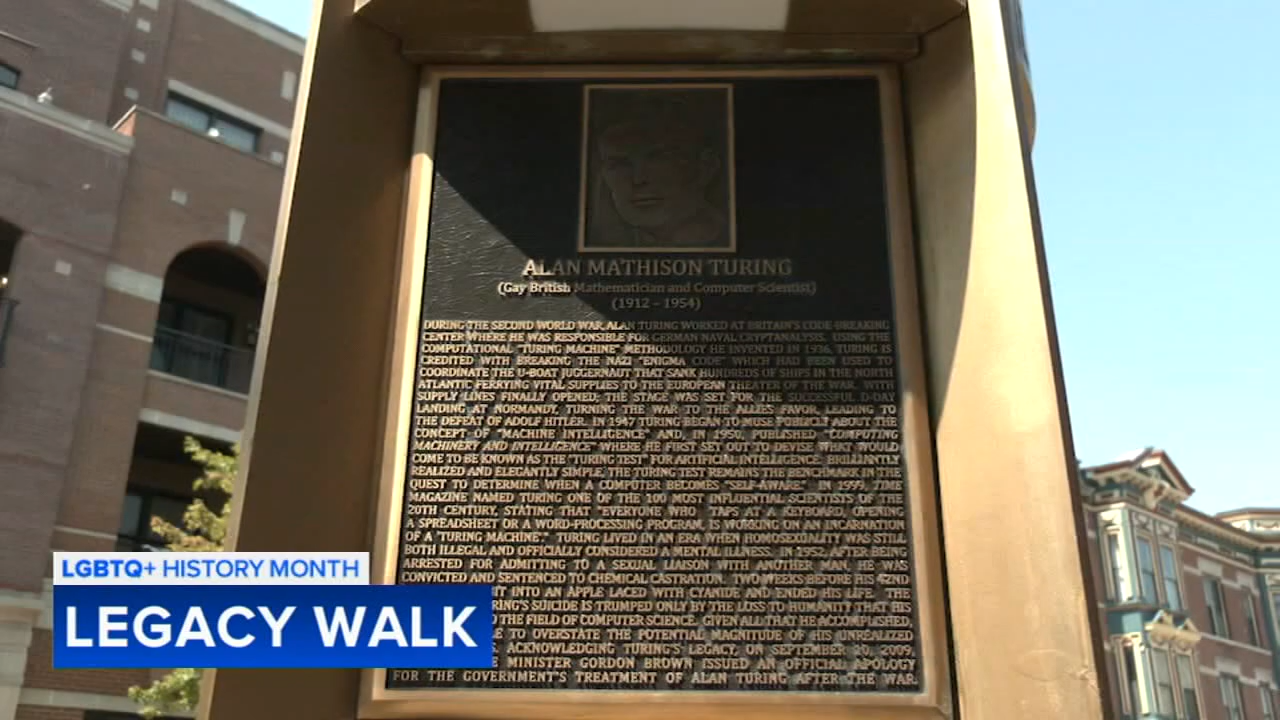 ALAN MATHISON TURING
(Gay British Mathematician and Computer Scientist)
(1912 – 1954)
DURING THE SECOND WORLD WAR, ALAN TURING WORKED AT BRITAIN'S CODE-BREAKING
CENTER WHERE HE WAS RESPONSIBLE FOR GERMAN NAVAL CRYPTANALYSIS. USING THE
COMPUTATIONAL "TURING MACHINE" METHODOLOGY HE INVENTED IN 1936, TURING IS
CREDITED WITH BREAKING THE NAZI "ENIGMA CODE" WHICH HAD BEEN USED TO
COORDINATE THE U-BOAT JUGGERNAUT THAT SANK HUNDREDS OF SHIPS IN THE NORTH
ATLANTIC FERRYING VITAL SUPPLIES TO THE EUROPEAN THEATER OF THE WAR. WITH
SUPPLY LINES FINALLY OPENED, THE STAGE WAS SET FOR THE SUCCESSFUL D-DAY
LANDING AT NORMANDY, TURNING THE WAR TO THE ALLIES FAVOR, LEADING TO
THE DEFEAT OF ADOLF HITLER. IN 1947 TURING BEGAN TO MUSE PUBLICLY ABOUT THE
CONCEPT OF "MACHINE INTELLIGENCE" AND, IN 1950, PUBLISHED "COMPUTING
MACHINERY AND INTELLIGENCE" WHERE HE FIRST SET OUT TO DEVISE WHAT WOULD
COME TO BE KNOWN AS THE "TURING TEST" FOR ARTIFICIAL INTELLIGENCE. BRILLIANTLY
REALIZED AND ELEGANTLY SIMPLE, THE TURING TEST REMAINS THE BENCHMARK IN THE
QUEST TO DETERMINE WHEN A COMPUTER BECOMES "SELF-AWARE." IN 1999, TIME
MAGAZINE NAMED TURING ONE OF THE 100 MOST INFLUENTIAL SCIENTISTS OF THE
20TH CENTURY, STATING THAT "EVERYONE WHO TAPS AT A KEYBOARD, OPENING
A SPREADSHEET OR A WORD-PROCESSING PROGRAM, IS WORKING ON AN INCARNATION
OF A 'TURING MACHINE'." TURING LIVED IN AN ERA WHEN HOMOSEXUALITY WAS STILL
BOTH ILLEGAL AND OFFICIALLY CONSIDERED A MENTAL ILLNESS. IN 1952, AFTER BEING
ARRESTED FOR ADMITTING TO A SEXUAL LIAISON WITH ANOTHER MAN, HE WAS
CONVICTED AND SENTENCED TO CHEMICAL CASTRATION. TWO WEEKS BEFORE HIS 42ND
INTO AN APPLE LACED WITH CYANIDE AND ENDED HIS LIFE. THE
SUICIDE IS TRUMPED ONLY BY THE LOSS TO HUMANITY THAT HIS
THE FIELD OF COMPUTER SCIENCE. GIVEN ALL THAT HE ACCOMPLISHED,
TO OVERSTATE THE POTENTIAL MAGNITUDE OF HIS UNREALIZED
ACKNOWLEDGING TURING'S LEGACY, ON SEPTEMBER 20, 2009,
MINISTER GORDON BROWN ISSUED AN OFFICIAL APOLOGY
FOR THE GOVERNMENT'S TREATMENT OF ALAN TURING AFTER THE WAR.
LGBTQ+ HISTORY MONTH
LEGACY WALK